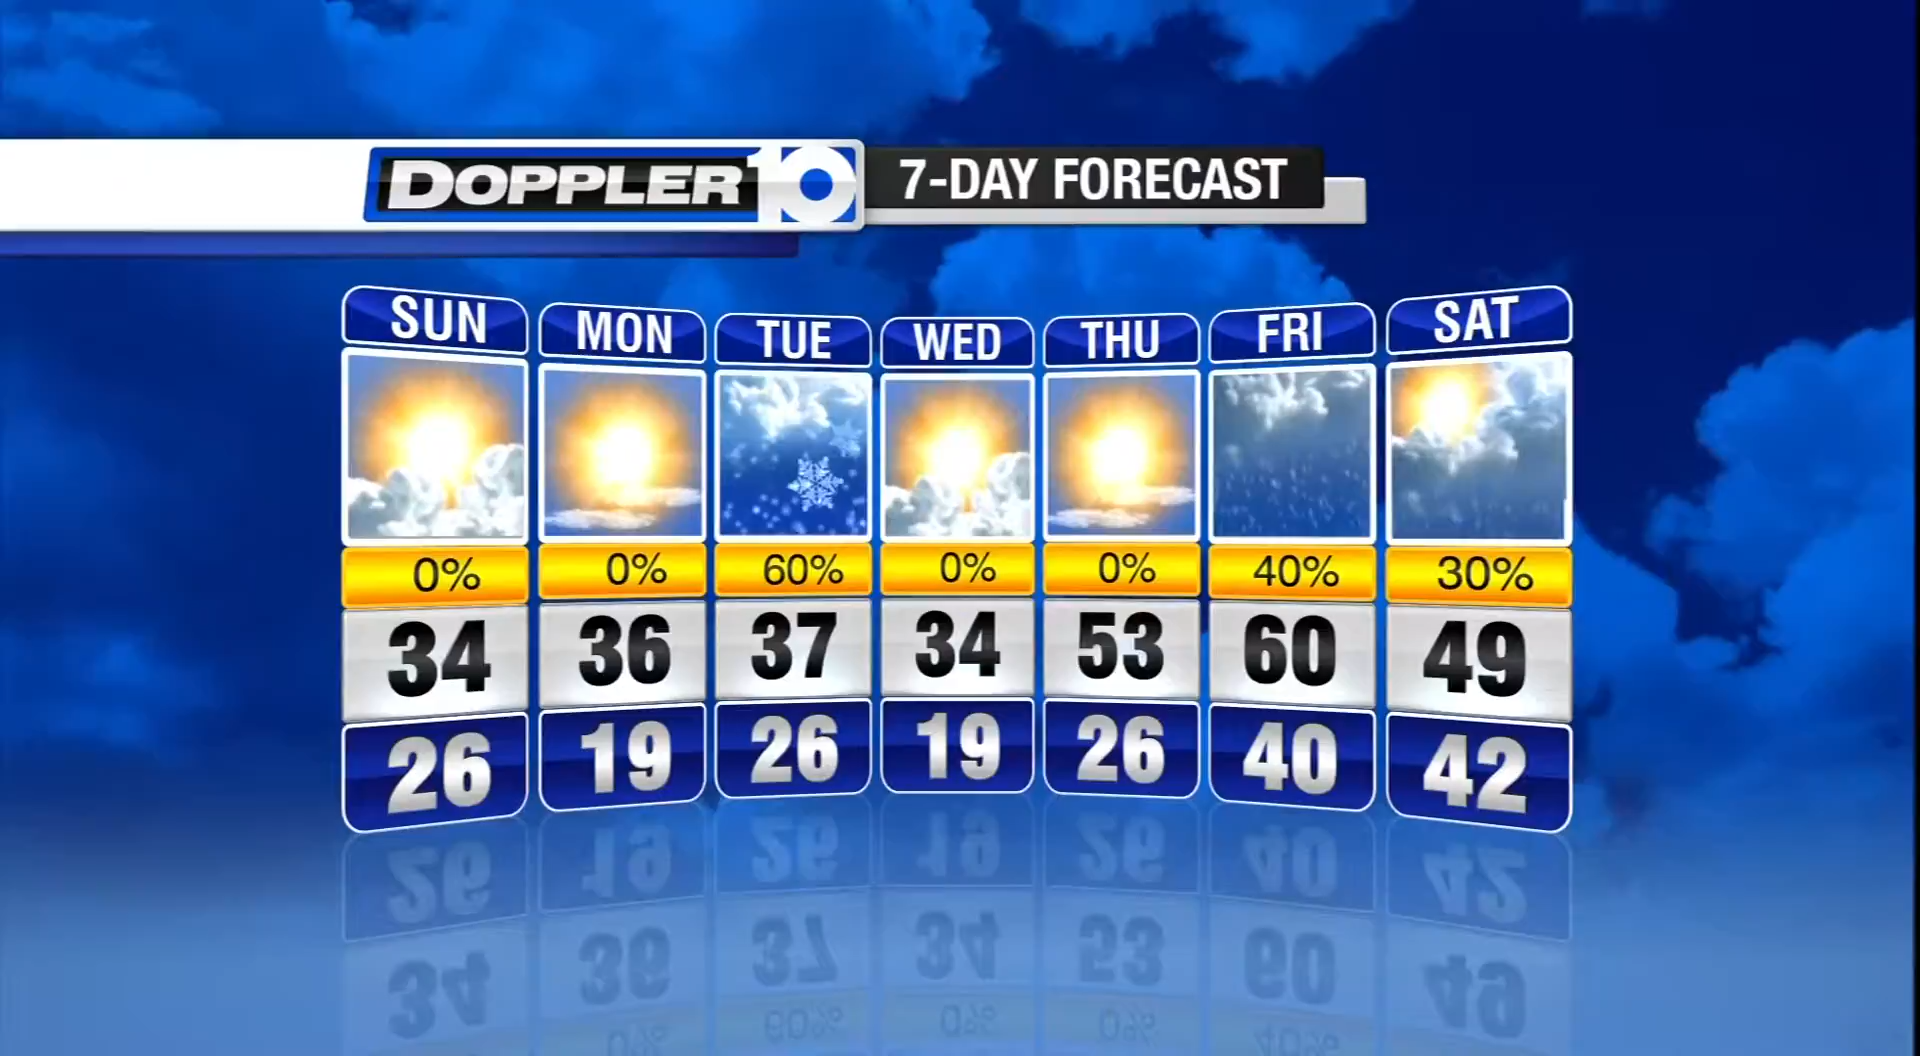 DOPPLER 10 7-DAY FORECAST
SUN MON TUE WED THU FRI SAT
0% 0% 60% 0% 0% 40% 30%
34 36 37 34 53 60 49
26 19 26 19 26 40 42